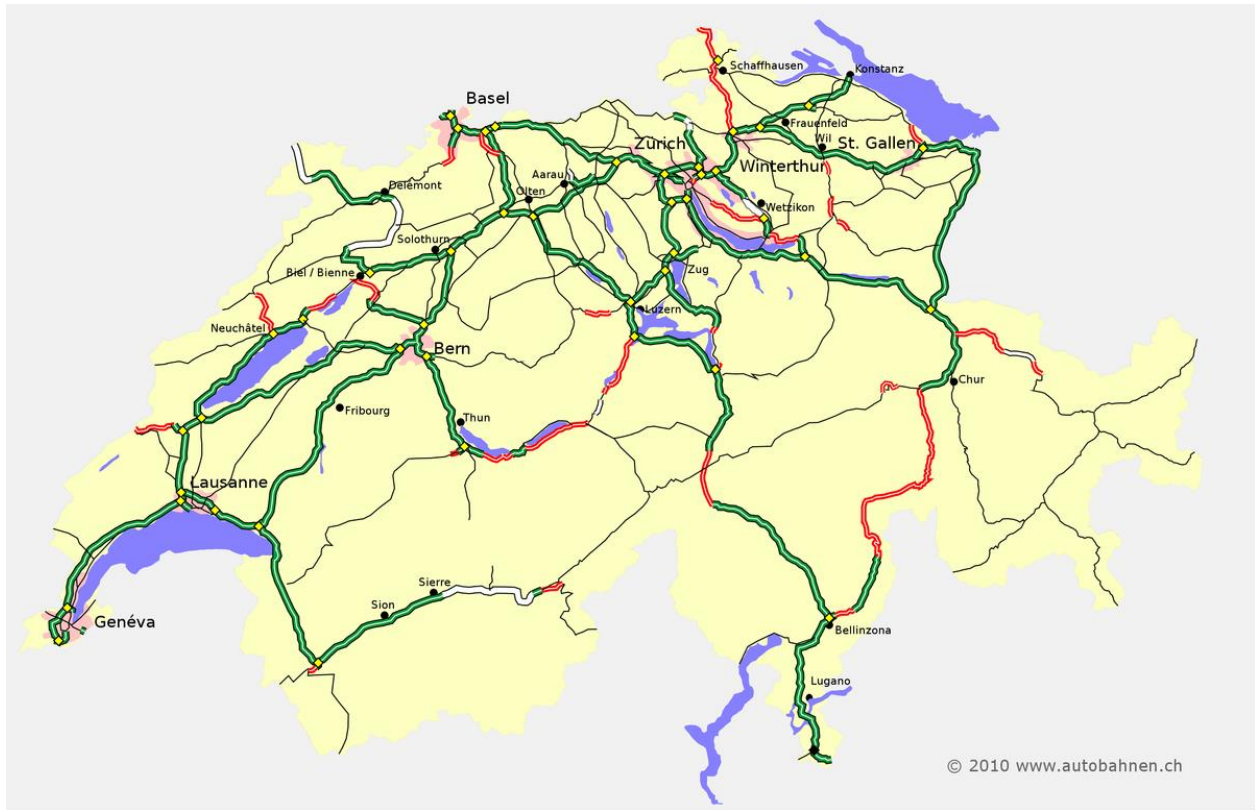 Schaffhausen
Konstanz
Basel
Frauenfeld
Zürich
Wil
St. Gallen
Winterthur
Aarau
Delémont
Olten
Wetzikon
Solothurn
Zug
Biel / Bienne
Luzern
Neuchâtel
Bern
Chur
Fribourg
Thun
Lausanne
Sierre
Sion
Genéva
Bellinzona
Lugano
© 2010 www.autobahnen.ch